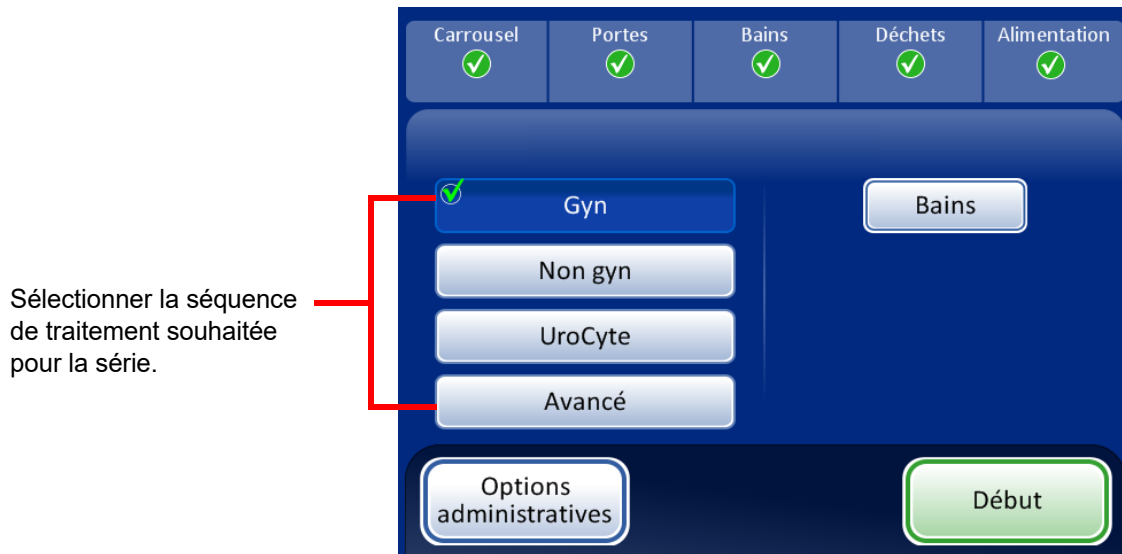 Carrousel
Portes
Bains
Déchets
Alimentation
Gyn
Bains
Non gyn
UroCyte
Avancé
Sélectionner la séquence
de traitement souhaitée
pour la série.
Options
administratives
Début